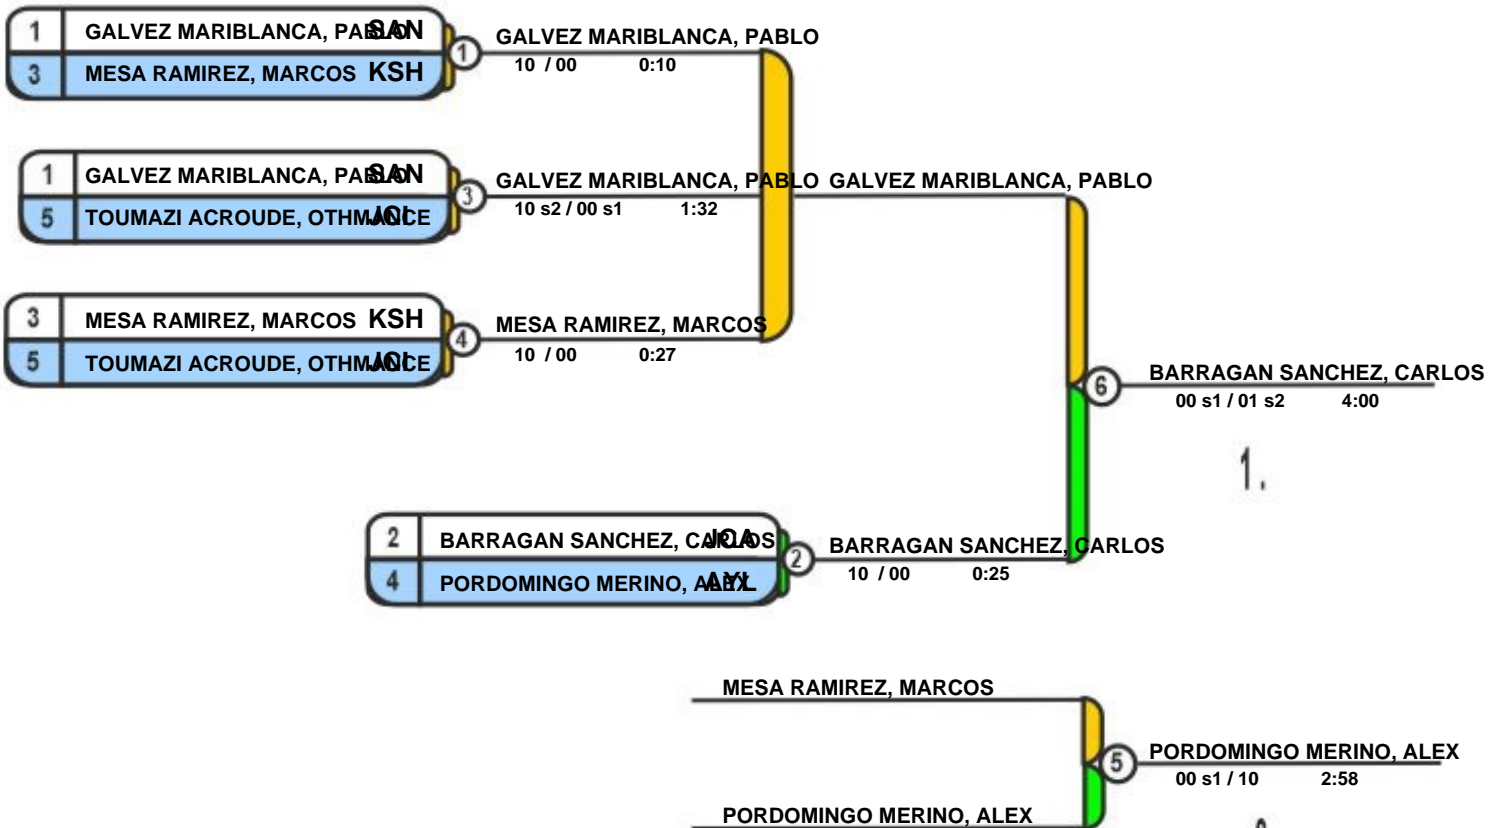 1 GALVEZ MARIBLANCA, PABLO SAN
3 MESA RAMIREZ, MARCOS KSH
1 GALVEZ MARIBLANCA, PABLO
10 / 00 0:10
1 GALVEZ MARIBLANCA, PABLO SAN
5 TOUMAZI ACROUDE, OTHMANCE
3 GALVEZ MARIBLANCA, PABLO
10 s2 / 00 s1 1:32
GALVEZ MARIBLANCA, PABLO
3 MESA RAMIREZ, MARCOS KSH
5 TOUMAZI ACROUDE, OTHMANCE
4 MESA RAMIREZ, MARCOS
10 / 00 0:27
6 BARRAGAN SANCHEZ, CARLOS
00 s1 / 01 s2 4:00
1.
2 BARRAGAN SANCHEZ, CARLOS JCA
4 PORDOMINGO MERINO, ALEX AYL
2 BARRAGAN SANCHEZ, CARLOS
10 / 00 0:25
MESA RAMIREZ, MARCOS
5 PORDOMINGO MERINO, ALEX
00 s1 / 10 2:58
PORDOMINGO MERINO, ALEX